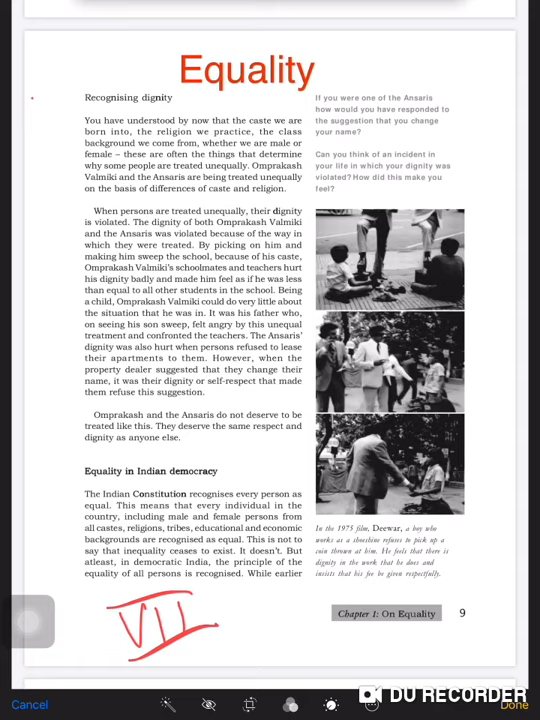 Equality
Recognising dignity
You have understood by now that the caste we are
born into, the religion we practice, the class
background we come from, whether we are male or
female – these are often the things that determine
why some people are treated unequally. Omprakash
Valmiki and the Ansaris are being treated unequally
on the basis of differences of caste and religion.
When persons are treated unequally, their dignity
is violated. The dignity of both Omprakash Valmiki
and the Ansaris was violated because of the way in
which they were treated. By picking on him and
making him sweep the school, because of his caste,
Omprakash Valmiki's schoolmates and teachers hurt
his dignity badly and made him feel as if he was less
than equal to all other students in the school. Being
a child, Omprakash Valmiki could do very little about
the situation that he was in. It was his father who,
on seeing his son sweep, felt angry by this unequal
treatment and confronted the teachers. The Ansaris'
dignity was also hurt when persons refused to lease
their apartments to them. However, when the
property dealer suggested that they change their
name, it was their dignity or self-respect that made
them refuse this suggestion.
Omprakash and the Ansaris do not deserve to be
treated like this. They deserve the same respect and
dignity as anyone else.
Equality in Indian democracy
The Indian Constitution recognises every person as
equal. This means that every individual in the
country, including male and female persons from
all castes, religions, tribes, educational and economic
backgrounds are recognised as equal. This is not to
say that inequality ceases to exist. It doesn't. But
atleast, in democratic India, the principle of the
equality of all persons is recognised. While earlier
If you were one of the Ansaris
how would you have responded to
the suggestion that you change
your name?
Can you think of an incident in
your life in which your dignity was
violated? How did this make you
feel?
In the 1975 film, Deewar, a boy who
works as a shoeshine refuses to pick up a
coin thrown at him. He feels that there is
dignity in the work that he does and
insists that his fee be given respectfully.
Chapter 1: On Equality 9
VII
DU RECORDER
Cancel
Done